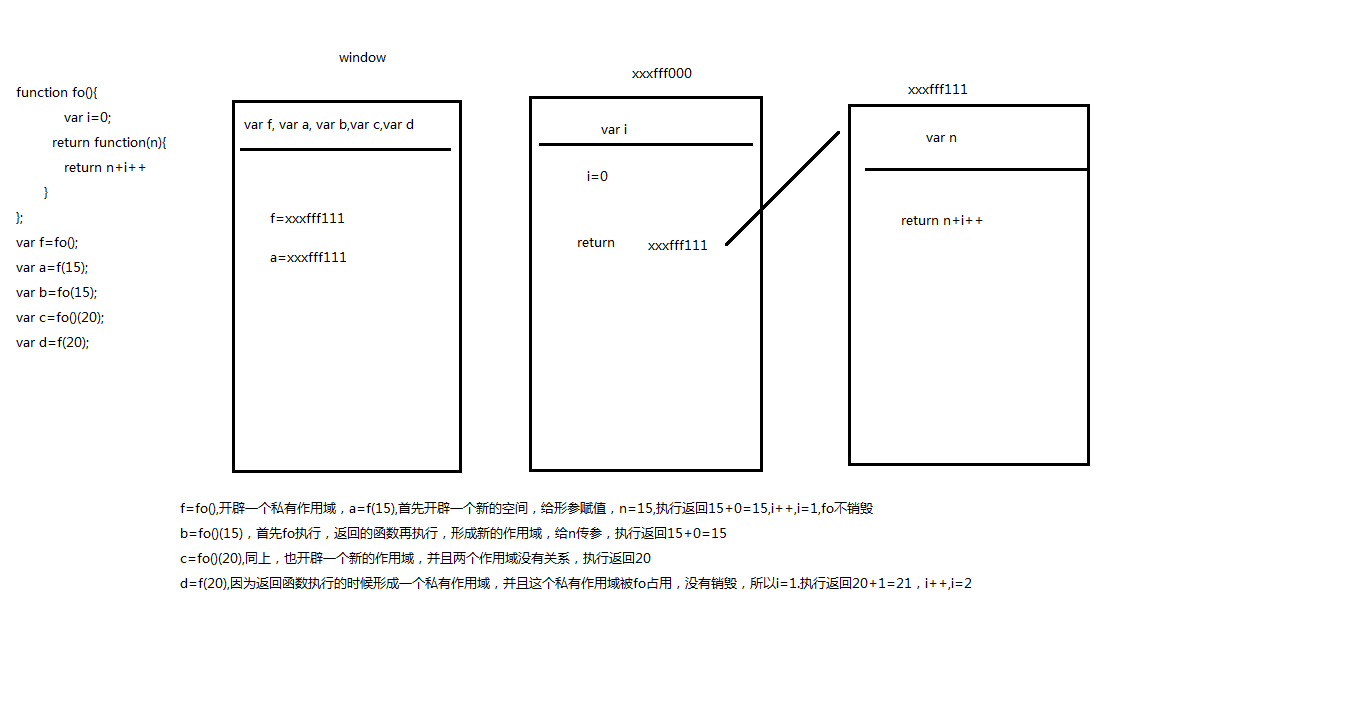 function fo(){
var i=0;
return function(n){
return n+i++
}
};
var f=fo();
var a=f(15);
var b=fo(15);
var c=fo()(20);
var d=f(20);
window
var f, var a, var b,var c,var d
f=xxxfff111
a=xxxfff111
xxxfff000
var i
i=0
return xxxfff111
xxxfff111
var n
return n+i++
f=fo(),开辟一个私有作用域，a=f(15),首先开辟一个新的空间，给形参赋值，n=15,执行返回15+0=15,i++,i=1,fo不销毁
b=fo()(15)，首先fo执行，返回的函数再执行，形成新的作用域，给n传参，执行返回15+0=15
c=fo()(20),同上，也开辟一个新的作用域，并且两个作用域没有关系，执行返回20
d=f(20),因为返回函数执行的时候形成一个私有作用域，并且这个私有作用域被fo占用，没有销毁，所以i=1.执行返回20+1=21，i++,i=2